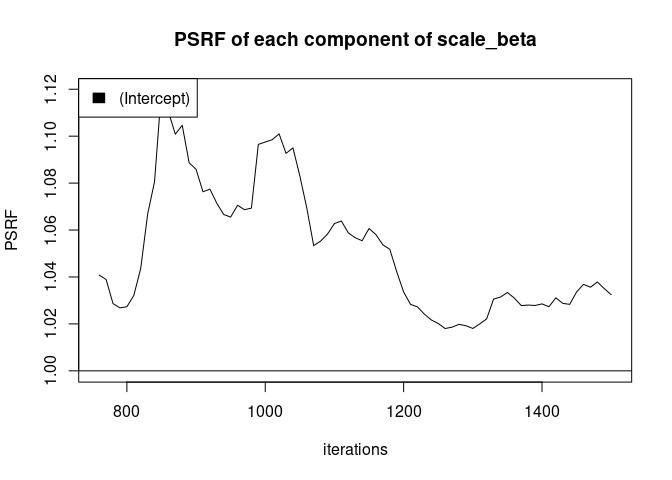 PSRF of each component of scale_beta
(Intercept)
PSRF
1.12
1.10
1.08
1.06
1.04
1.02
1.00
800 1000 1200 1400
iterations